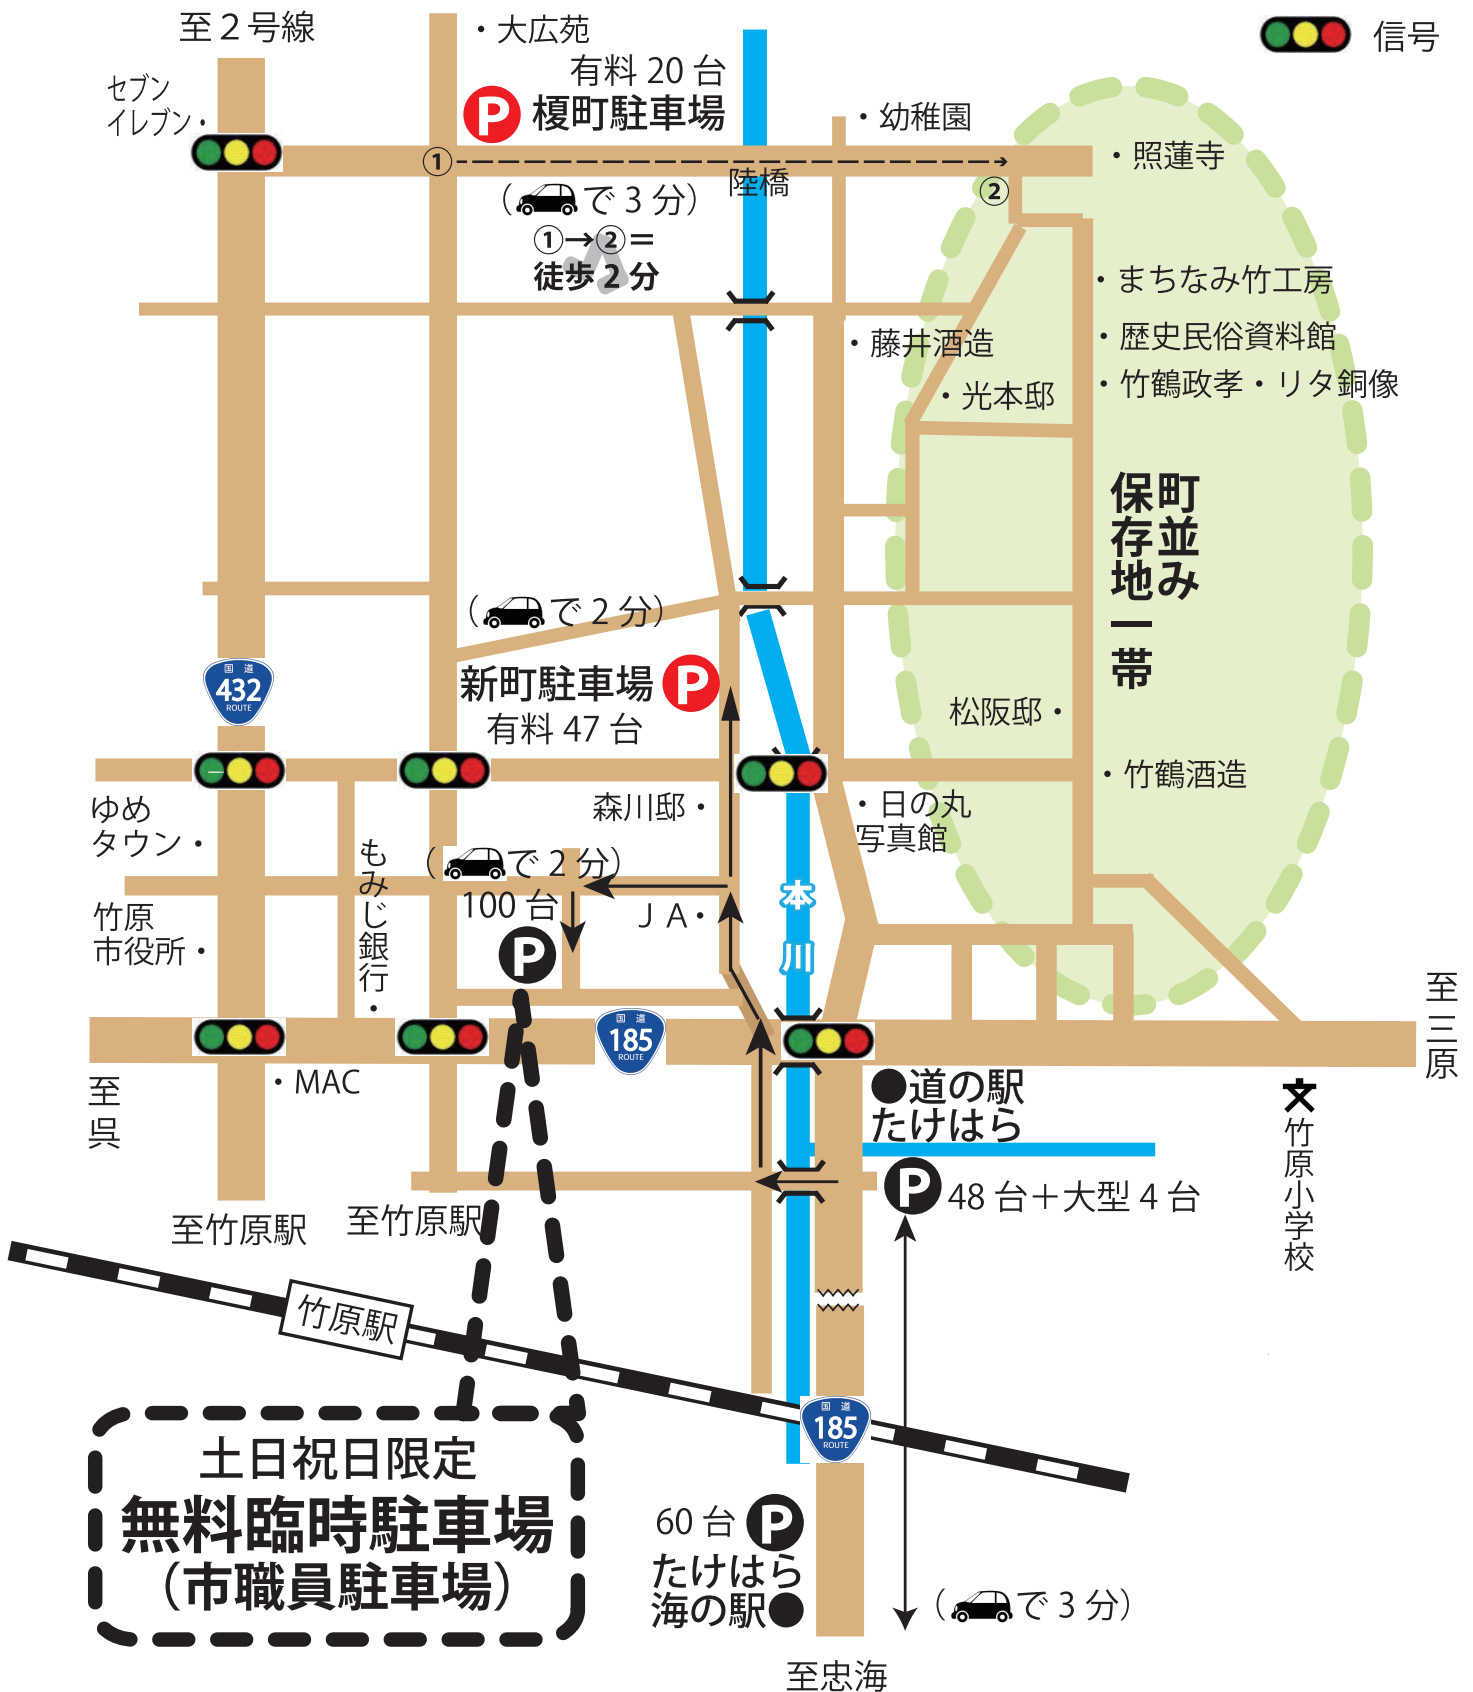 至２号線
・大広苑
信号
有料 20 台
P 榎町駐車場
セブン
イレブン・
・幼稚園
①
・照蓮寺
陸橋
②
（で 3 分）
①→②＝
徒歩 2 分
・まちなみ竹工房
・歴史民俗資料館
・藤井酒造
・竹鶴政孝・リタ銅像
・光本邸
町並み
保存地一帯
（で 2 分）
新町駐車場 P
有料 47 台
国道
432
ROUTE
松阪邸・
・竹鶴酒造
ゆめ
タウン・
森川邸・
・日の丸
写真館
もみじ銀行・
（で 2 分）
100 台
P
ＪＡ・
本川
竹原
市役所・
至三原
国道
185
ROUTE
至呉
・MAC
●道の駅
たけはら
P 48 台＋大型 4 台
文
竹原小学校
至竹原駅
至竹原駅
竹原駅
国道
185
ROUTE
土日祝日限定
無料臨時駐車場
（市職員駐車場）
60 台 P
たけはら
海の駅●
（で 3 分）
至忠海